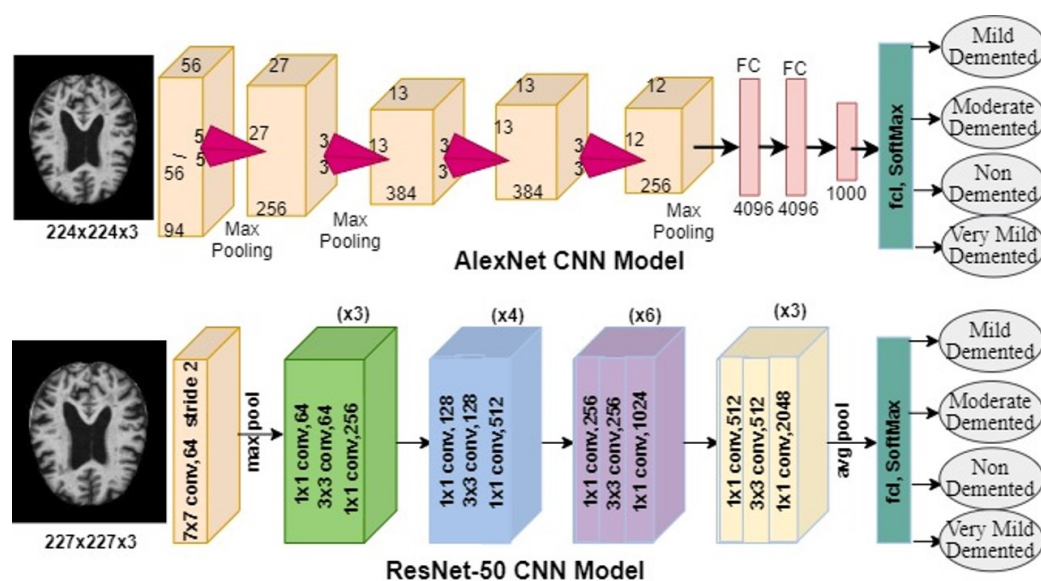 56
27
13
13
12
5
5
56
94
27
256
3
3
13
384
3
3
13
384
3
3
12
256
Max
Pooling
Max
Pooling
Max
Pooling
FC
FC
4096
4096
1000
fcl, SoftMax
Mild
Demented
Moderate
Demented
Non
Demented
Very Mild
Demented
224x224x3
AlexNet CNN Model
(x3)
(x4)
(x6)
(x3)
7x7 conv,64 stride 2
max pool
1x1 conv,64
3x3 conv,64
1x1 conv,256
1x1 conv,128
3x3 conv,128
1x1 conv,512
1x1 conv,256
3x3 conv,256
1x1 conv,1024
1x1 conv,512
3x3 conv,512
1x1 conv,2048
avg pool
fcl, SoftMax
Mild
Demented
Moderate
Demented
Non
Demented
Very Mild
Demented
227x227x3
ResNet-50 CNN Model